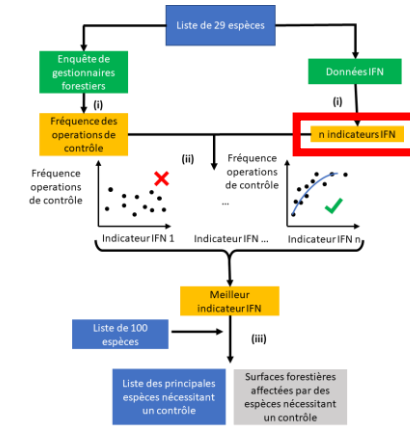 Liste de 29 espèces
Enquête de
gestionnaires
forestiers
Données IFN
(i)
(i)
Fréquence des
operations de
contrôle
n indicateurs IFN
(ii)
Fréquence
operations
de contrôle
Fréquence
operations
de contrôle
...
Indicateur IFN 1
Indicateur IFN ...
Indicateur IFN n
Meilleur
indicateur IFN
Liste de 100
espèces
(iii)
Liste des principales
espèces nécessitant
un contrôle
Surfaces forestières
affectées par des
espèces nécessitant
un contrôle